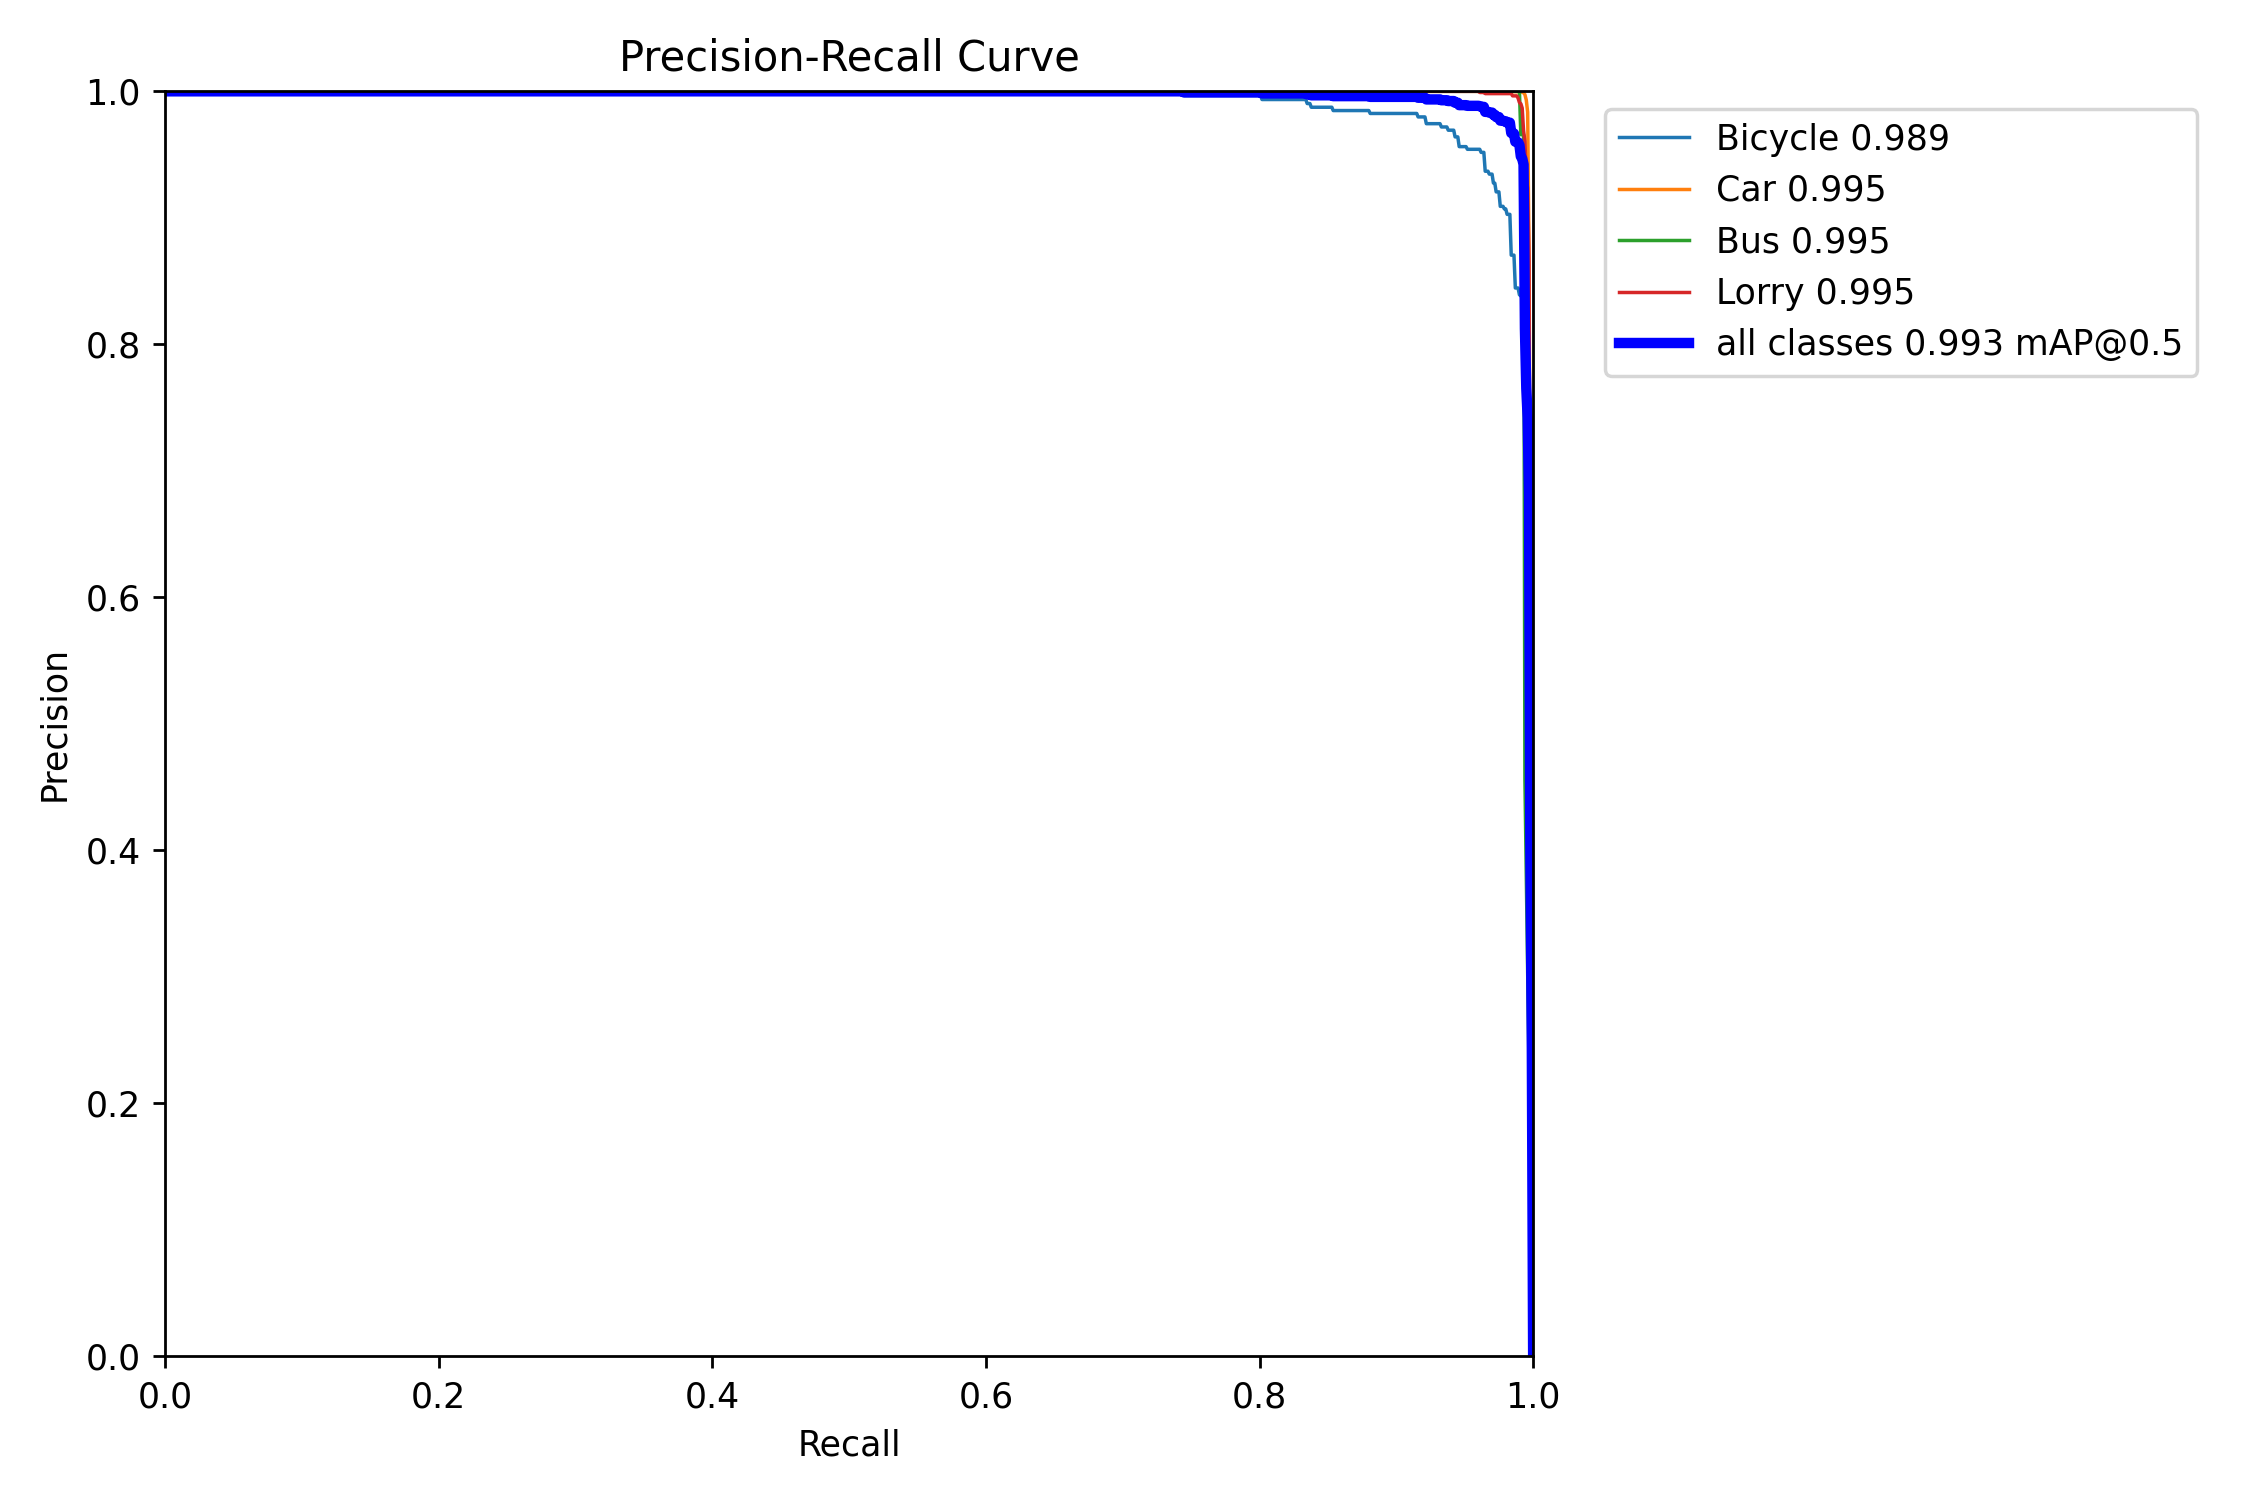 Precision-Recall Curve
1.0
0.8
0.6
0.4
0.2
0.0
Precision
0.0 0.2 0.4 0.6 0.8 1.0
Recall
Bicycle 0.989
Car 0.995
Bus 0.995
Lorry 0.995
all classes 0.993 mAP@0.5